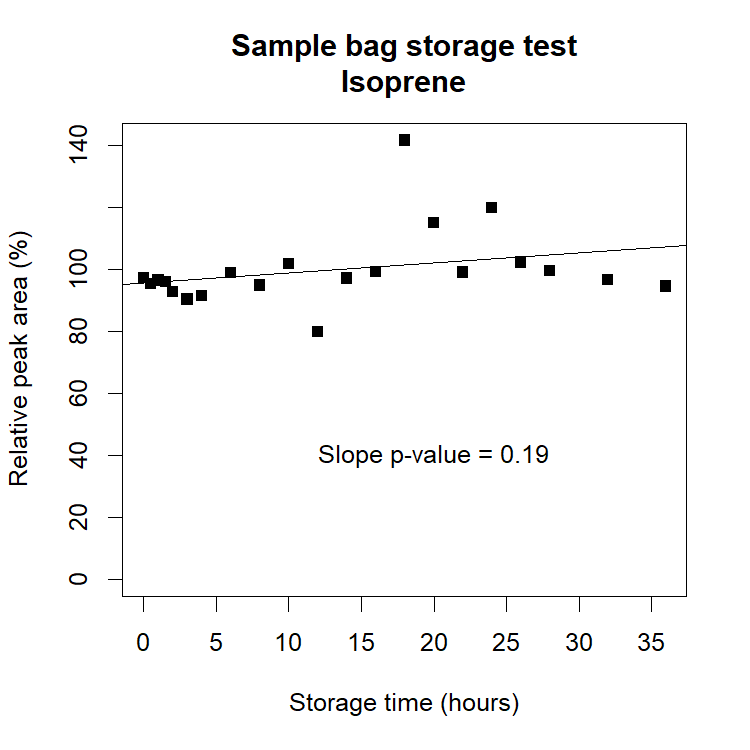 Sample bag storage test
Isoprene
Relative peak area (%)
140
100
80
60
40
20
0
Slope p-value = 0.19
0 5 10 15 20 25 30 35
Storage time (hours)